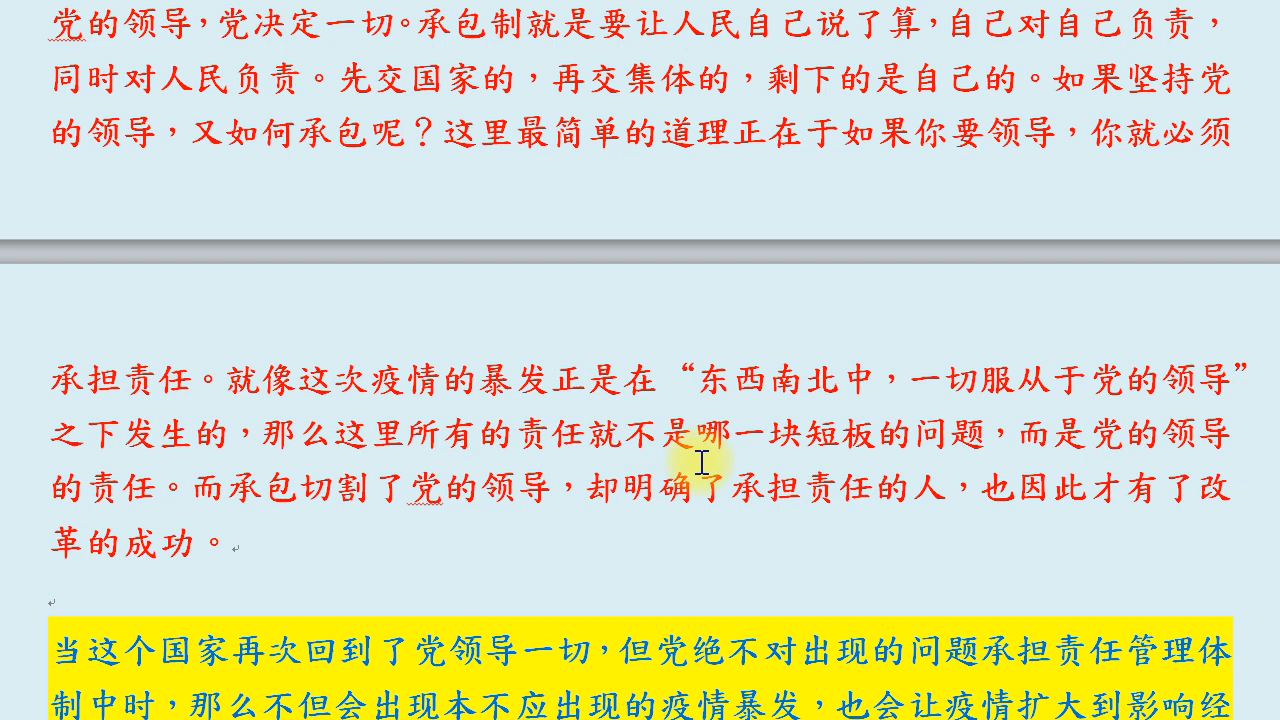 党的领导，党决定一切。承包制就是要让人民自己说了算，自己对自己负责，
同时对人民负责。先交国家的，再交集体的，剩下的是自己的。如果坚持党
的领导，又如何承包呢？这里最简单的道理正在于如果你要领导，你就必须
承担责任。就像这次疫情的暴发正是在“东西南北中，一切服从于党的领导”
之下发生的，那么这里所有的责任就不是哪一块短板的问题，而是党的领导
的责任。而承包切割了党的领导，却明确了承担责任的人，也因此才有了改
革的成功。
当这个国家再次回到了党领导一切，但党绝不对出现的问题承担责任管理体
制中时，那么不但会出现本不应出现的疫情暴发，也会让疫情扩大到影响经